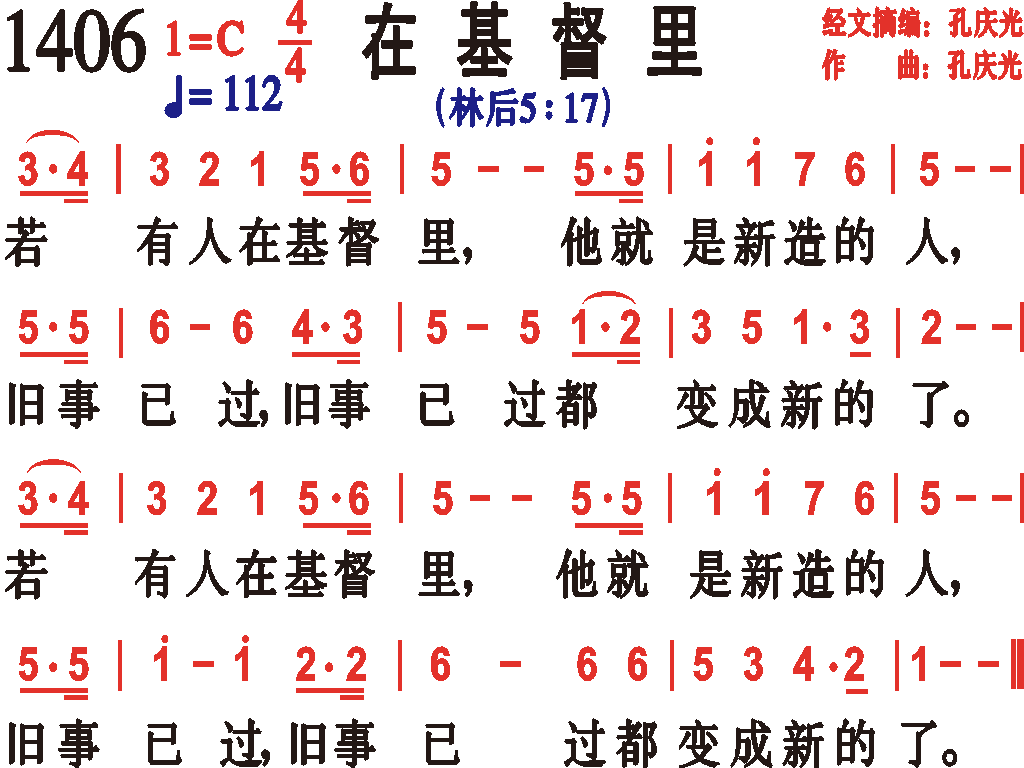 1406 1=C 4/4 在基督里 经文摘编：孔庆光
♩=112 （林后5：17） 作 曲：孔庆光
3·4 | 3 2 1 5·6 | 5 - - 5·5 | i i 7 6 | 5 - - |
若 有人在基督 里， 他就 是新造的 人，
5·5 | 6 - 6 4·3 | 5 - 5 1·2 | 3 5 1·3 | 2 - - |
旧事 已 过，旧事 已 过都 变成新的 了。
3·4 | 3 2 1 5·6 | 5 - - 5·5 | i i 7 6 | 5 - - |
若 有人在基督 里， 他就 是新造的 人，
5·5 | i - i 2·2 | 6 - 6 6 | 5 3 4·2 | 1 - - ‖
旧事 已 过，旧事 已 过都 变成新的 了。